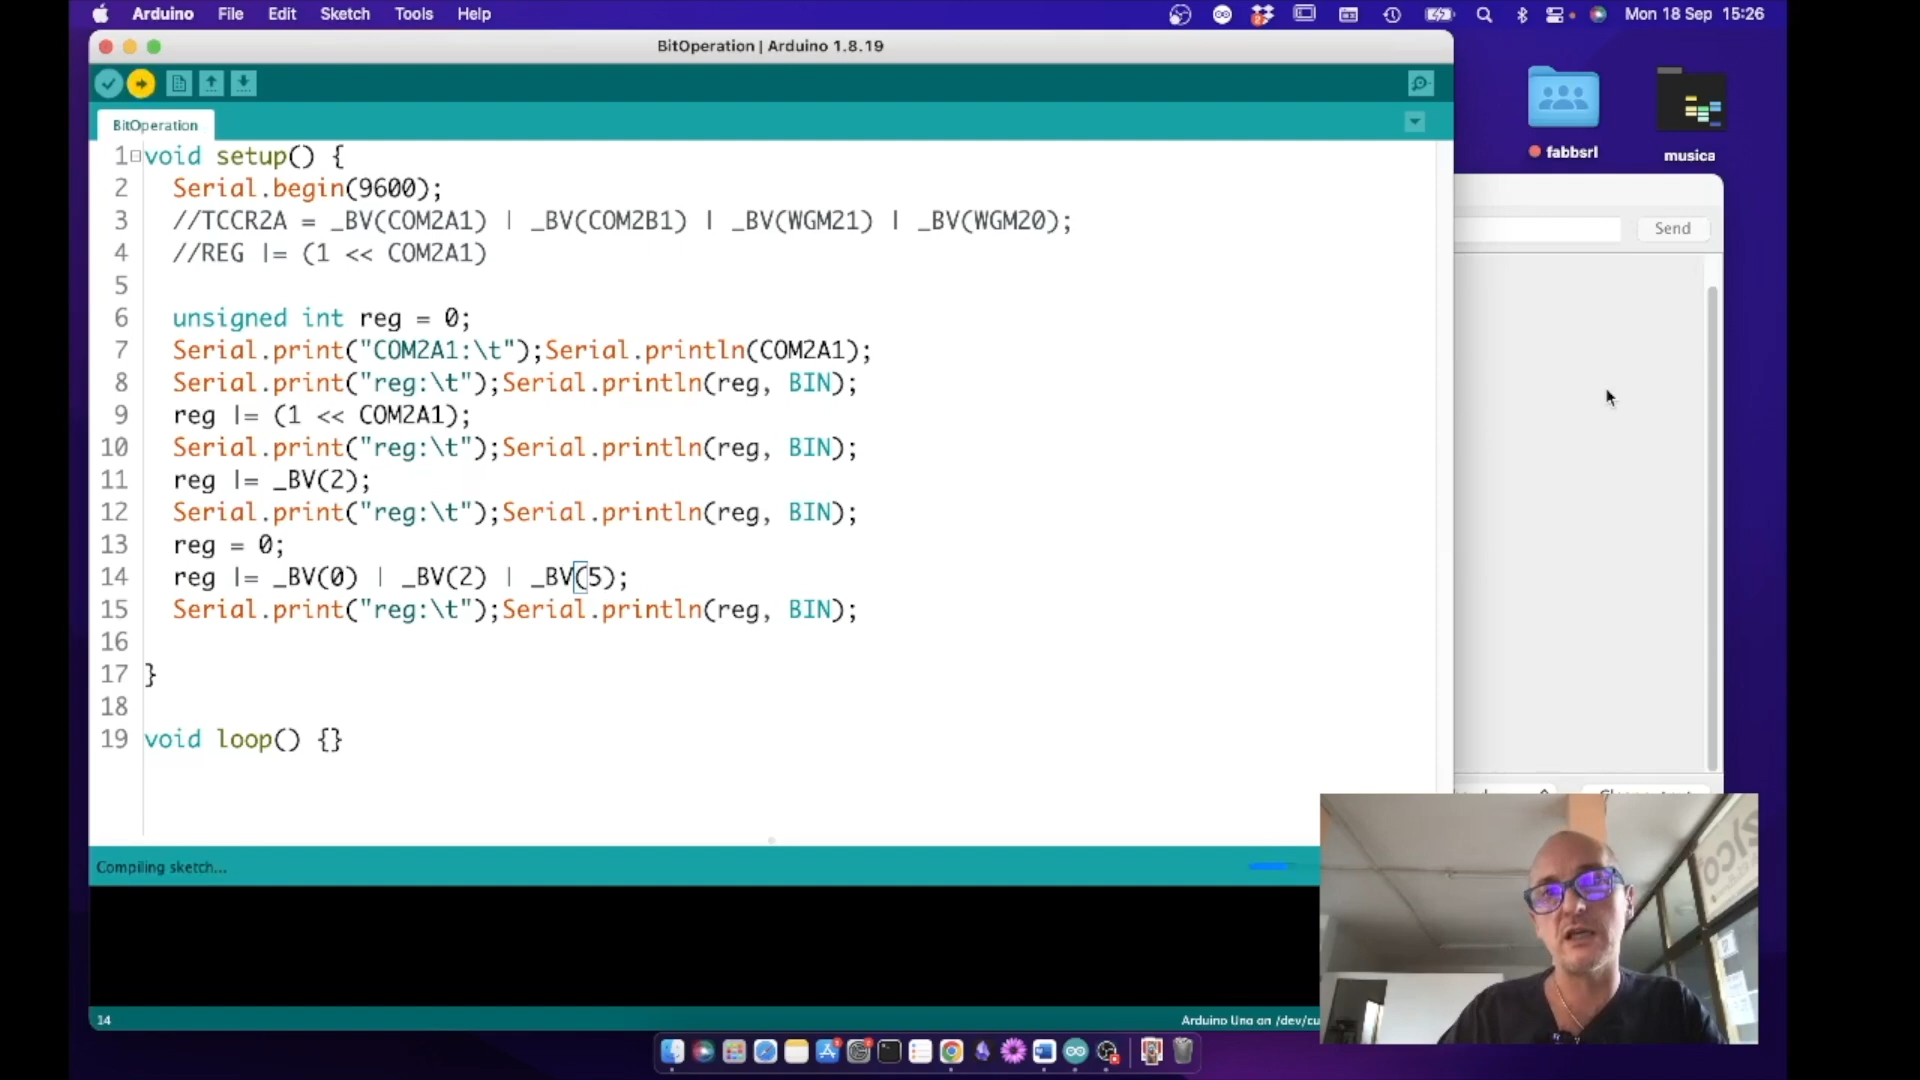 Arduino File Edit Sketch Tools Help Mon 18 Sep 15:26
BitOperation | Arduino 1.8.19
BitOperation
1 void setup() {
2 Serial.begin(9600);
3 //TCCR2A = _BV(COM2A1) | _BV(COM2B1) | _BV(WGM21) | _BV(WGM20);
4 //REG |= (1 << COM2A1)
5
6 unsigned int reg = 0;
7 Serial.print("COM2A1:\t");Serial.println(COM2A1);
8 Serial.print("reg:\t");Serial.println(reg, BIN);
9 reg |= (1 << COM2A1);
10 Serial.print("reg:\t");Serial.println(reg, BIN);
11 reg |= _BV(2);
12 Serial.print("reg:\t");Serial.println(reg, BIN);
13 reg = 0;
14 reg |= _BV(0) | _BV(2) | _BV(5);
15 Serial.print("reg:\t");Serial.println(reg, BIN);
16
17 }
18
19 void loop() {}
fabbsrl
musica
Send
Compiling sketch...
14
Arduino Uno on /dev/cu